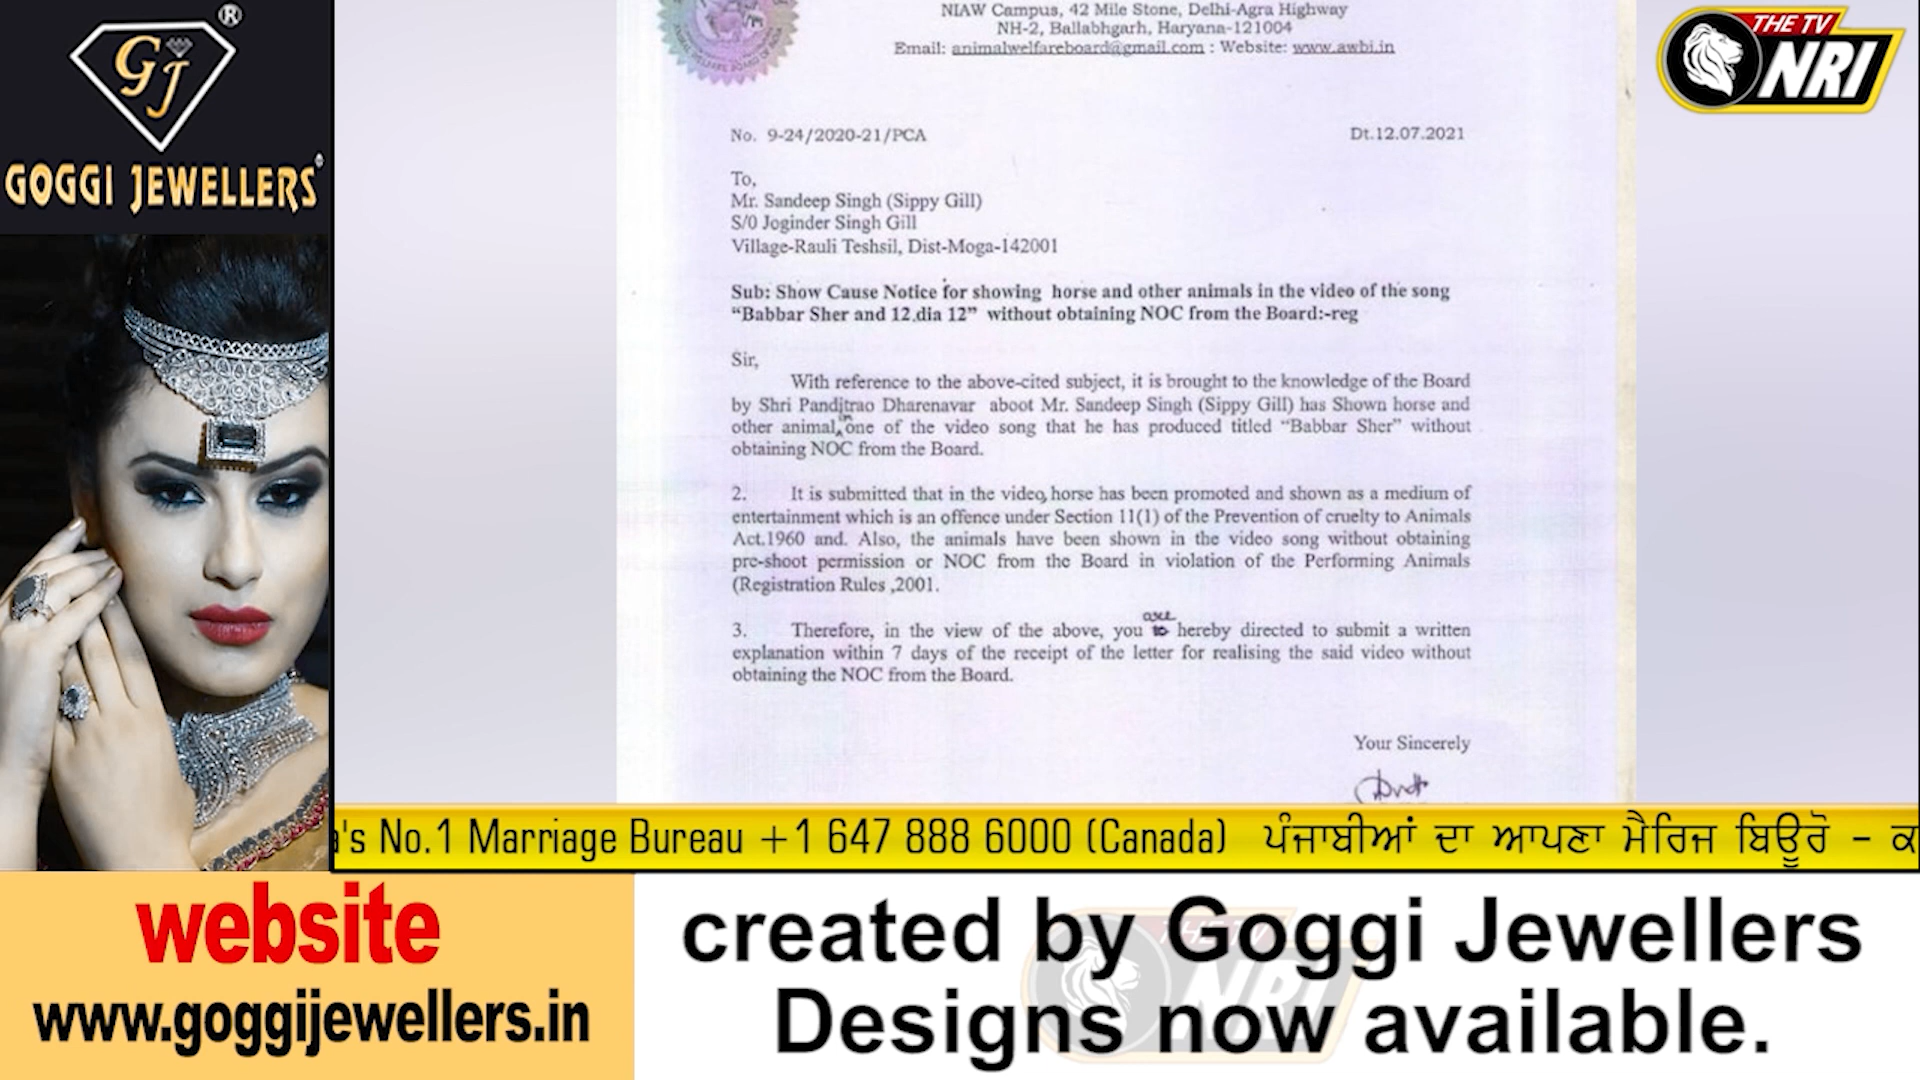 ®
GJ
GOGGI JEWELLERS®
NIAW Campus, 42 Mile Stone, Delhi-Agra Highway
NH-2, Ballabhgarh, Haryana-121004
Email: animalwelfareboard@gmail.com : Website: www.awbi.in
THE TV
NRI
No. 9-24/2020-21/PCA
Dt.12.07.2021
To,
Mr. Sandeep Singh (Sippy Gill)
S/0 Joginder Singh Gill
Village-Rauli Teshsil, Dist-Moga-142001
Sub: Show Cause Notice for showing horse and other animals in the video of the song
“Babbar Sher and 12.dia 12” without obtaining NOC from the Board:-reg
Sir,
With reference to the above-cited subject, it is brought to the knowledge of the Board
by Shri Panditrao Dharenavar aboot Mr. Sandeep Singh (Sippy Gill) has Shown horse and
other animal in one of the video song that he has produced titled “Babbar Sher” without
obtaining NOC from the Board.
2. It is submitted that in the video, horse has been promoted and shown as a medium of
entertainment which is an offence under Section 11(1) of the Prevention of cruelty to Animals
Act.1960 and. Also, the animals have been shown in the video song without obtaining
pre-shoot permission or NOC from the Board in violation of the Performing Animals
(Registration Rules ,2001.
3. Therefore, in the view of the above, you are hereby directed to submit a written
explanation within 7 days of the receipt of the letter for realising the said video without
obtaining the NOC from the Board.
Your Sincerely
's No.1 Marriage Bureau +1 647 888 6000 (Canada) ਪੰਜਾਬੀਆਂ ਦਾ ਆਪਣਾ ਮੈਰਿਜ ਬਿਊਰੋ - ਕ
website
www.goggijewellers.in
created by Goggi Jewellers
Designs now available.
THE TV
NRI